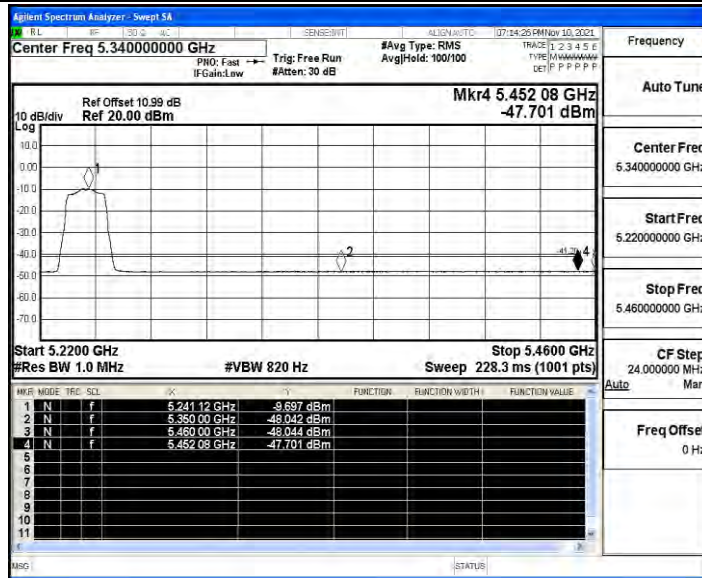 Agilent Spectrum Analyzer - Swept SA
RL RF AC SENSE:INT ALIGN AUTO 07:14:26 PM Nov 10, 2021
Center Freq 5.340000000 GHz
PNO: Fast
IFGain:Low
Trig: Free Run
#Atten: 30 dB
#Avg Type: RMS
Avg|Hold: 100/100
TRACE 1 2 3 4 5 6
TYPE
DET P P P P P P
Ref Offset 10.99 dB
10 dB/div Ref 20.00 dBm
Log
Mkr4 5.452 08 GHz
-47.701 dBm
10.0
0.00
-10.0
-20.0
-30.0
-40.0
-50.0
-60.0
-70.0
1
2
4
Start 5.2200 GHz Stop 5.4600 GHz
#Res BW 1.0 MHz #VBW 820 Hz Sweep 228.3 ms (1001 pts)
MKR MODE TRC SCL X Y FUNCTION FUNCTION WIDTH FUNCTION VALUE
1 N f 5.241 12 GHz -9.697 dBm
2 N f 5.350 00 GHz -48.042 dBm
3 N f 5.460 00 GHz -48.044 dBm
4 N f 5.452 08 GHz -47.701 dBm
5
6
7
8
9
10
11
MSG STATUS
Frequency
Auto Tune
Center Freq
5.340000000 GHz
Start Freq
5.220000000 GHz
Stop Freq
5.460000000 GHz
CF Step
24.000000 MHz
Auto Man
Freq Offset
0 Hz